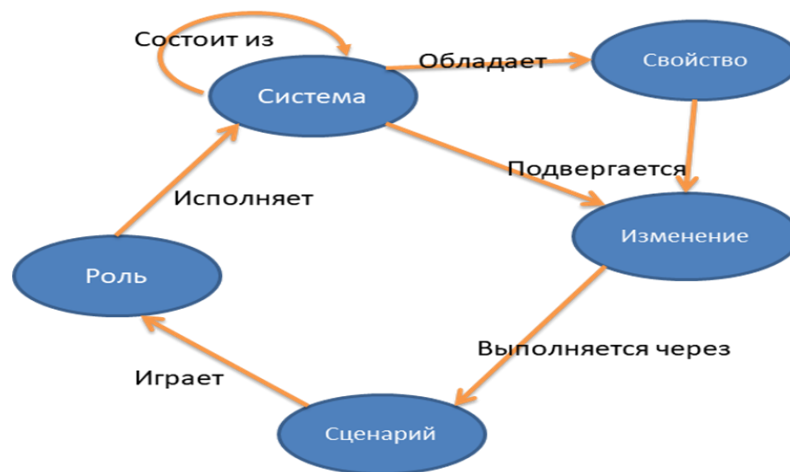 Состоит из
Обладает
Свойство
Система
Подвергается
Исполняет
Изменение
Роль
Выполняется через
Играет
Сценарий